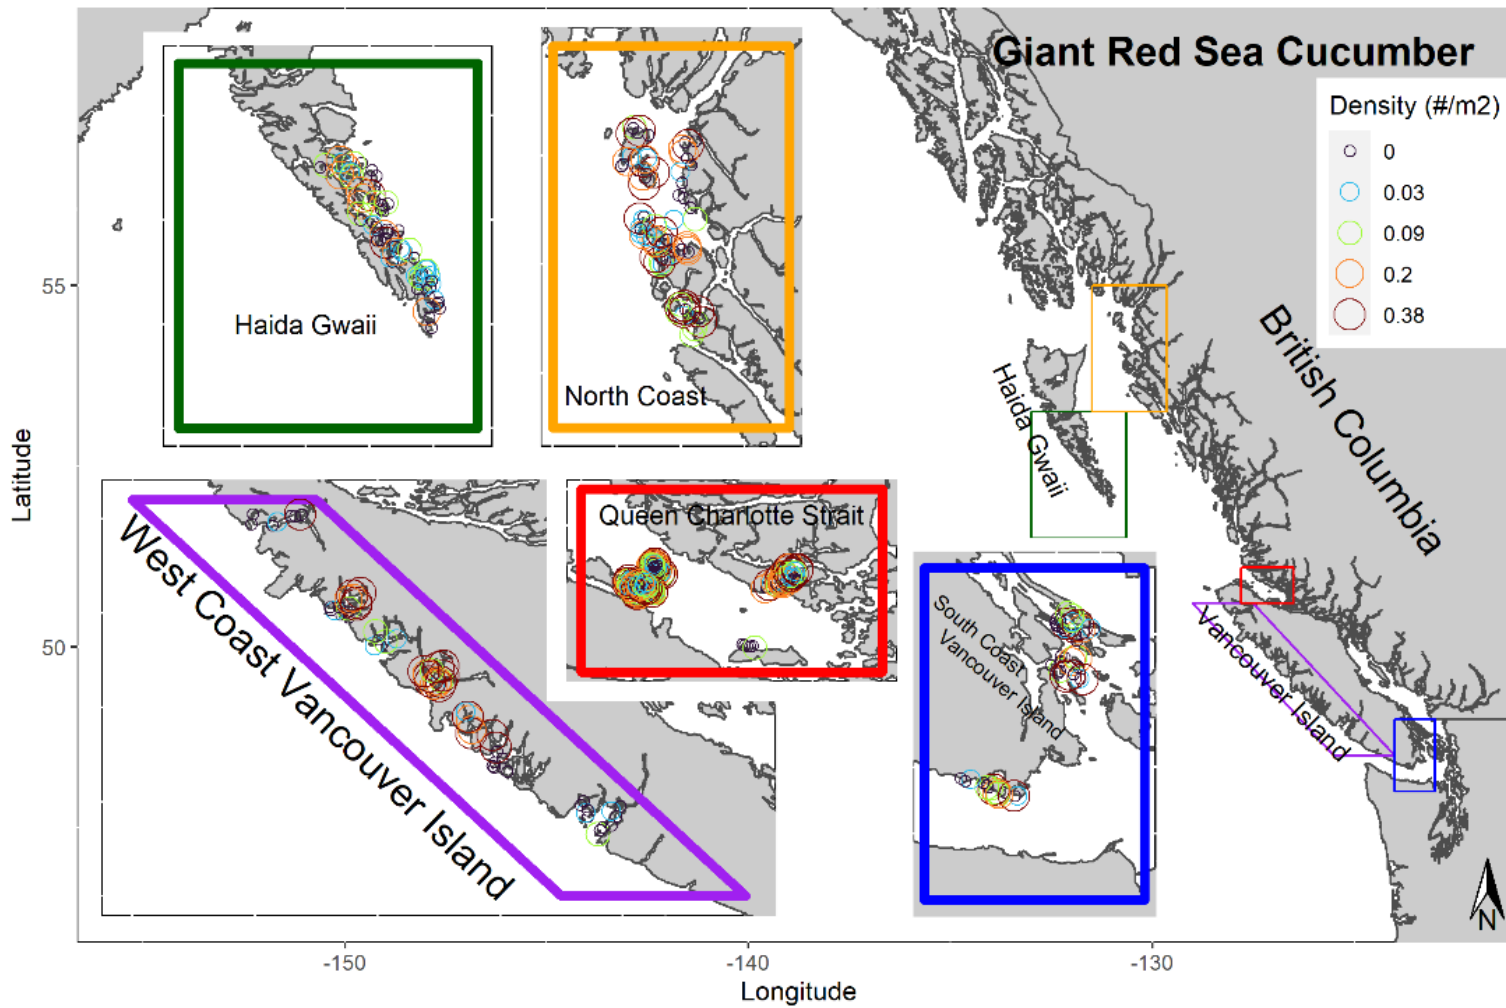 Giant Red Sea Cucumber
Density (#/m2)
0
0.03
0.09
0.2
0.38
Haida Gwaii
North Coast
Haida Gwaii
British Columbia
West Coast Vancouver Island
Queen Charlotte Strait
South Coast
Vancouver Island
Vancouver Island
N
55
50
Latitude
-150
-140
-130
Longitude